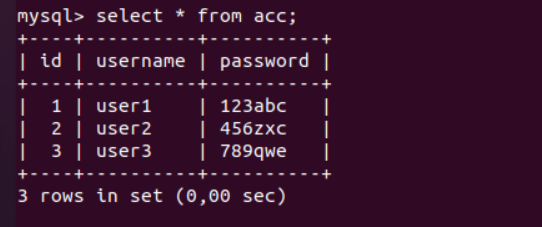 mysql> select * from acc;
+----+----------+----------+
| id | username | password |
+----+----------+----------+
|  1 | user1    | 123abc   |
|  2 | user2    | 456zxc   |
|  3 | user3    | 789qwe   |
+----+----------+----------+
3 rows in set (0,00 sec)